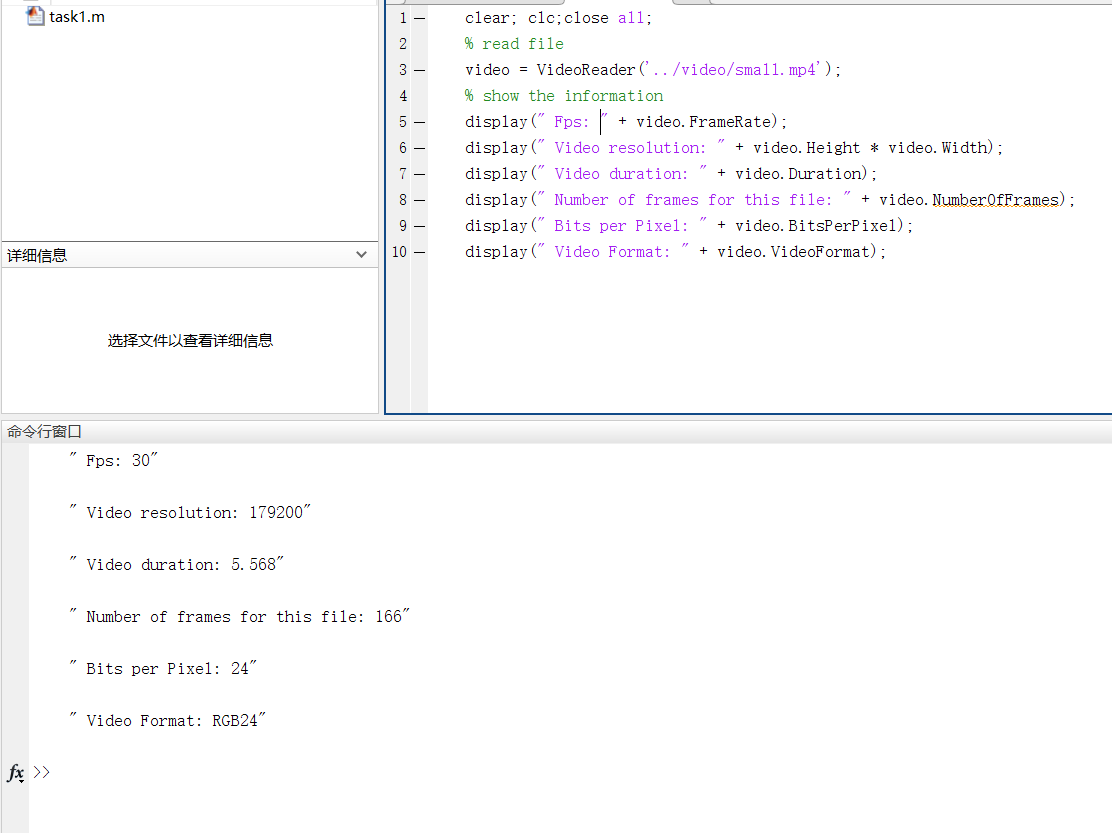 task1.m
详细信息
选择文件以查看详细信息
1 — clear; clc;close all;
2 % read file
3 — video = VideoReader('../video/small.mp4');
4 % show the information
5 — display(" Fps: " + video.FrameRate);
6 — display(" Video resolution: " + video.Height * video.Width);
7 — display(" Video duration: " + video.Duration);
8 — display(" Number of frames for this file: " + video.NumberOfFrames);
9 — display(" Bits per Pixel: " + video.BitsPerPixel);
10 — display(" Video Format: " + video.VideoFormat);
命令行窗口
" Fps: 30"
" Video resolution: 179200"
" Video duration: 5.568"
" Number of frames for this file: 166"
" Bits per Pixel: 24"
" Video Format: RGB24"
fx >>